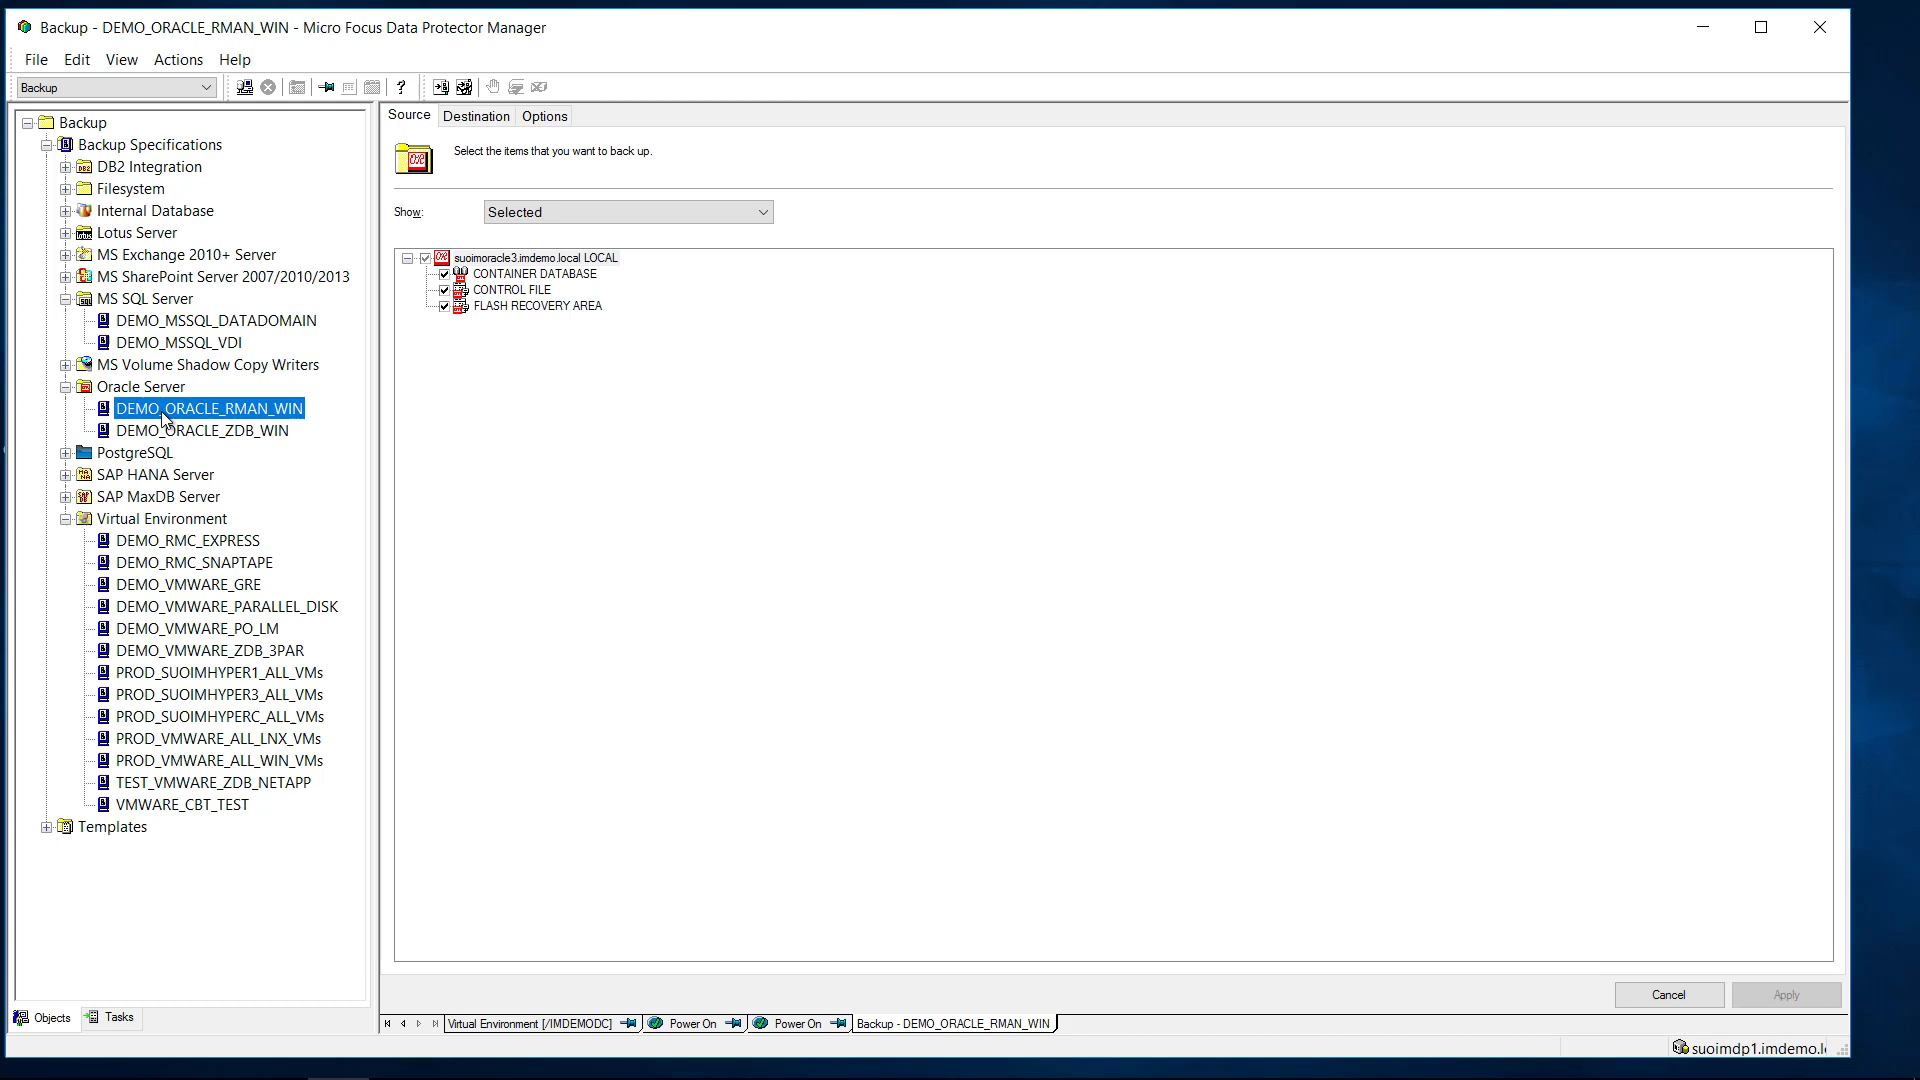 Backup - DEMO_ORACLE_RMAN_WIN - Micro Focus Data Protector Manager
File Edit View Actions Help
Backup
?
Backup
Backup Specifications
DB2 Integration
Filesystem
Internal Database
Lotus Server
MS Exchange 2010+ Server
MS SharePoint Server 2007/2010/2013
MS SQL Server
DEMO_MSSQL_DATADOMAIN
DEMO_MSSQL_VDI
MS Volume Shadow Copy Writers
Oracle Server
DEMO_ORACLE_RMAN_WIN
DEMO_ORACLE_ZDB_WIN
PostgreSQL
SAP HANA Server
SAP MaxDB Server
Virtual Environment
DEMO_RMC_EXPRESS
DEMO_RMC_SNAPTAPE
DEMO_VMWARE_GRE
DEMO_VMWARE_PARALLEL_DISK
DEMO_VMWARE_PO_LM
DEMO_VMWARE_ZDB_3PAR
PROD_SUOIMHYPER1_ALL_VMs
PROD_SUOIMHYPER3_ALL_VMs
PROD_SUOIMHYPERC_ALL_VMs
PROD_VMWARE_ALL_LNX_VMs
PROD_VMWARE_ALL_WIN_VMs
TEST_VMWARE_ZDB_NETAPP
VMWARE_CBT_TEST
Templates
Objects Tasks
Source Destination Options
Select the items that you want to back up.
Show: Selected
suoimoracle3.imdemo.local LOCAL
CONTAINER DATABASE
CONTROL FILE
FLASH RECOVERY AREA
Cancel Apply
Virtual Environment [/IMDEMODC] Power On Power On Backup - DEMO_ORACLE_RMAN_WIN
suoimdp1.imdemo.l